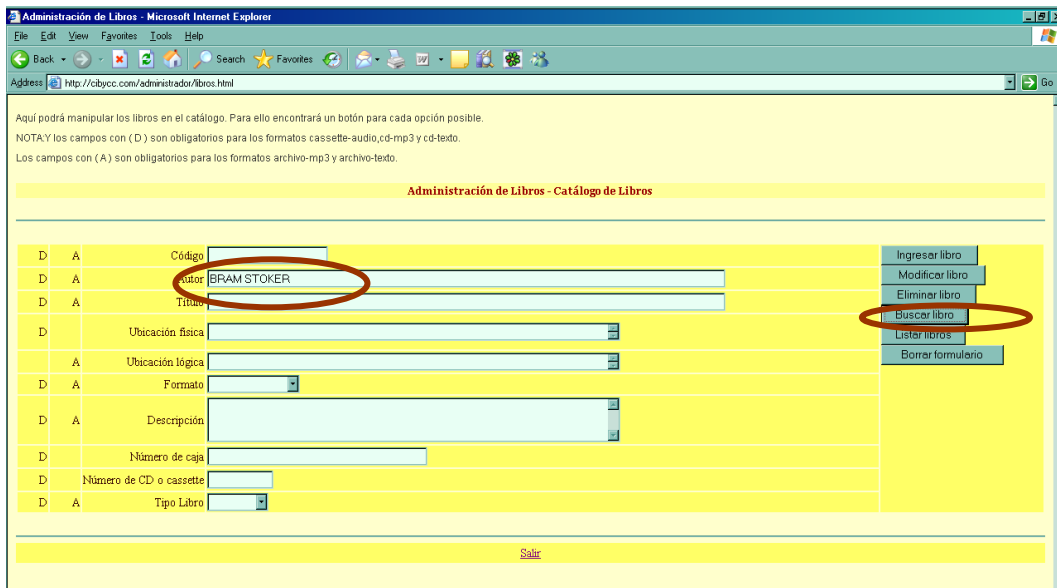 Administración de Libros - Microsoft Internet Explorer
File Edit View Favorites Tools Help
Back Search Favorites
Address http://cibycc.com/administrador/libros.html Go
Aquí podrá manipular los libros en el catálogo. Para ello encontrará un botón para cada opción posible.
NOTA:Y los campos con ( D ) son obligatorios para los formatos cassette-audio,cd-mp3 y cd-texto.
Los campos con ( A ) son obligatorios para los formatos archivo-mp3 y archivo-texto.
Administración de Libros - Catálogo de Libros
D A Código
D A Autor BRAM STOKER
D A Título
D Ubicación física
A Ubicación lógica
D A Formato
D A Descripción
D Número de caja
D Número de CD o cassette
D A Tipo Libro
Ingresar libro
Modificar libro
Eliminar libro
Buscar libro
Listar libros
Borrar formulario
Salir